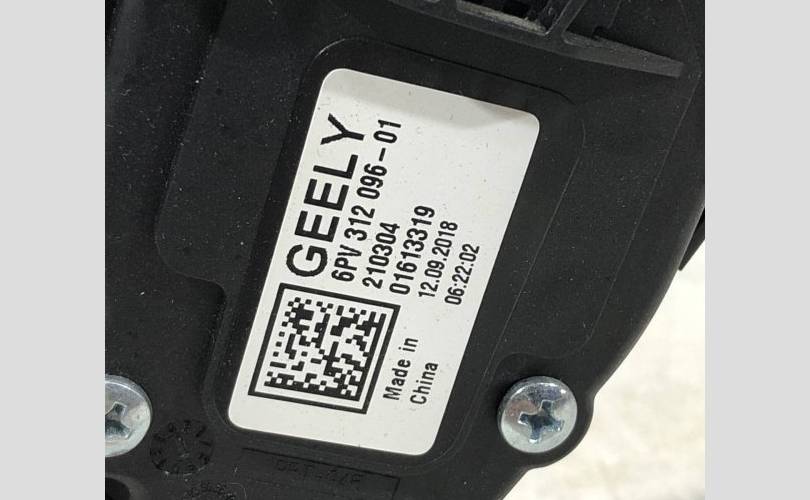 GEELY
6PV 312 096-01
210304
01613319
12.09.2018
06:22:02
Made in
China